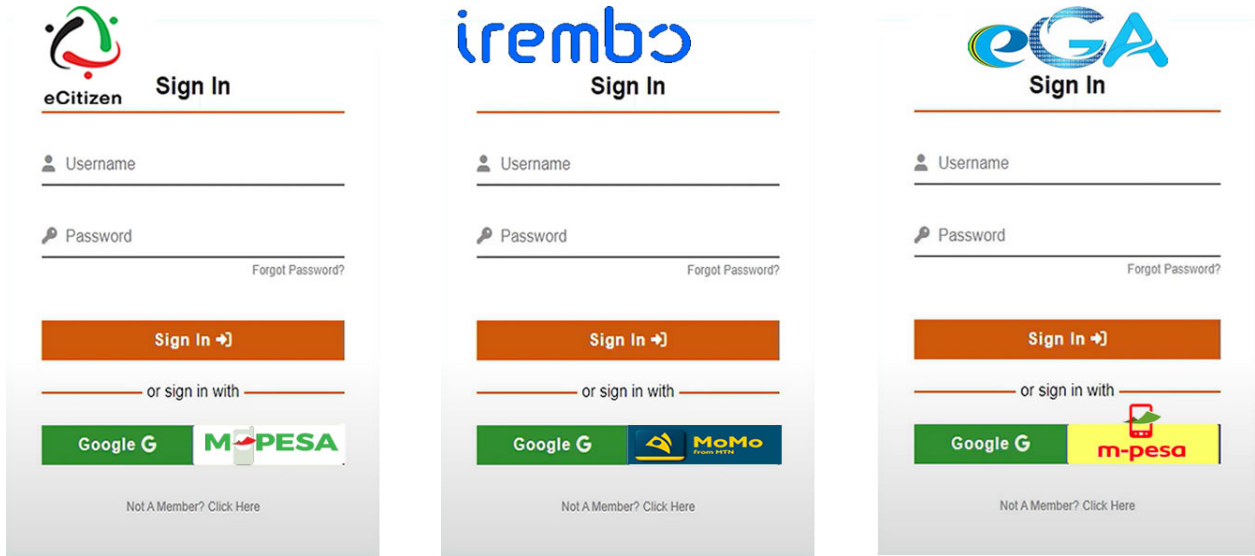 eCitizen
Sign In
Username
Password
Forgot Password?
Sign In
or sign in with
Google G
M-PESA
Not A Member? Click Here
irembo
Sign In
Username
Password
Forgot Password?
Sign In
or sign in with
Google G
MoMo
from MTN
Not A Member? Click Here
eGA
Sign In
Username
Password
Forgot Password?
Sign In
or sign in with
Google G
m-pesa
Not A Member? Click Here